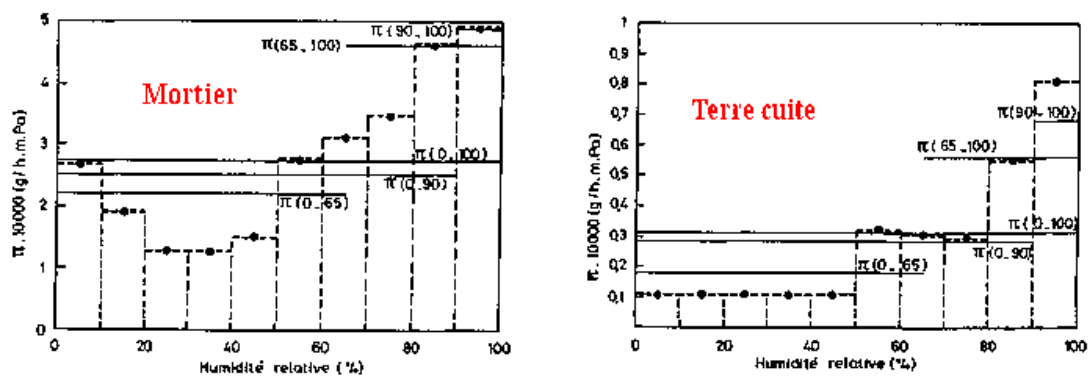 5
4
3
2
1
0
π.10000 (g/h.m.Pa)
Mortier
π(90_100)
π(65_100)
π(0_100)
π(0_90)
π(0_65)
0 20 40 60 80 100
Humidité relative (%)
1
0,9
0,8
0,7
0,6
0,5
0,4
0,3
0,2
0,1
π.10000 (g/h.m.Pa)
Terre cuite
π(90_100)
π(65_100)
π(0_100)
π(0_90)
π(0_65)
0 20 40 60 80 100
Humidité relative (%)